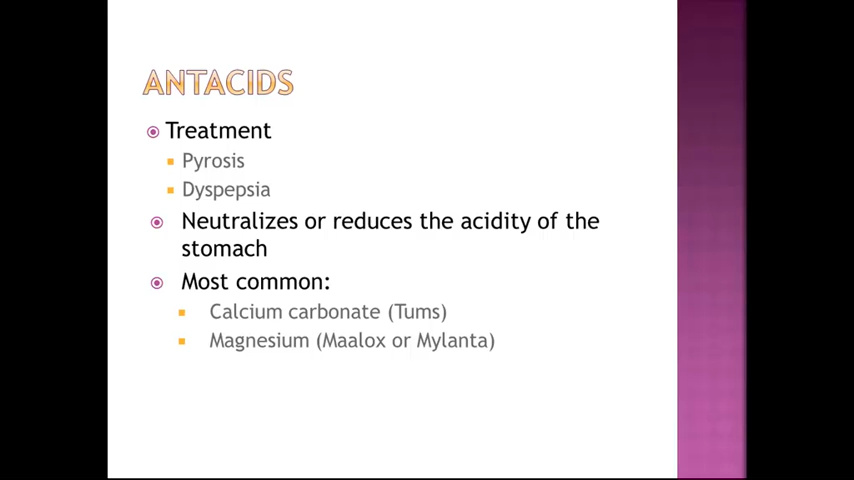 ANTACIDS
Treatment
Pyrosis
Dyspepsia
Neutralizes or reduces the acidity of the
stomach
Most common:
Calcium carbonate (Tums)
Magnesium (Maalox or Mylanta)